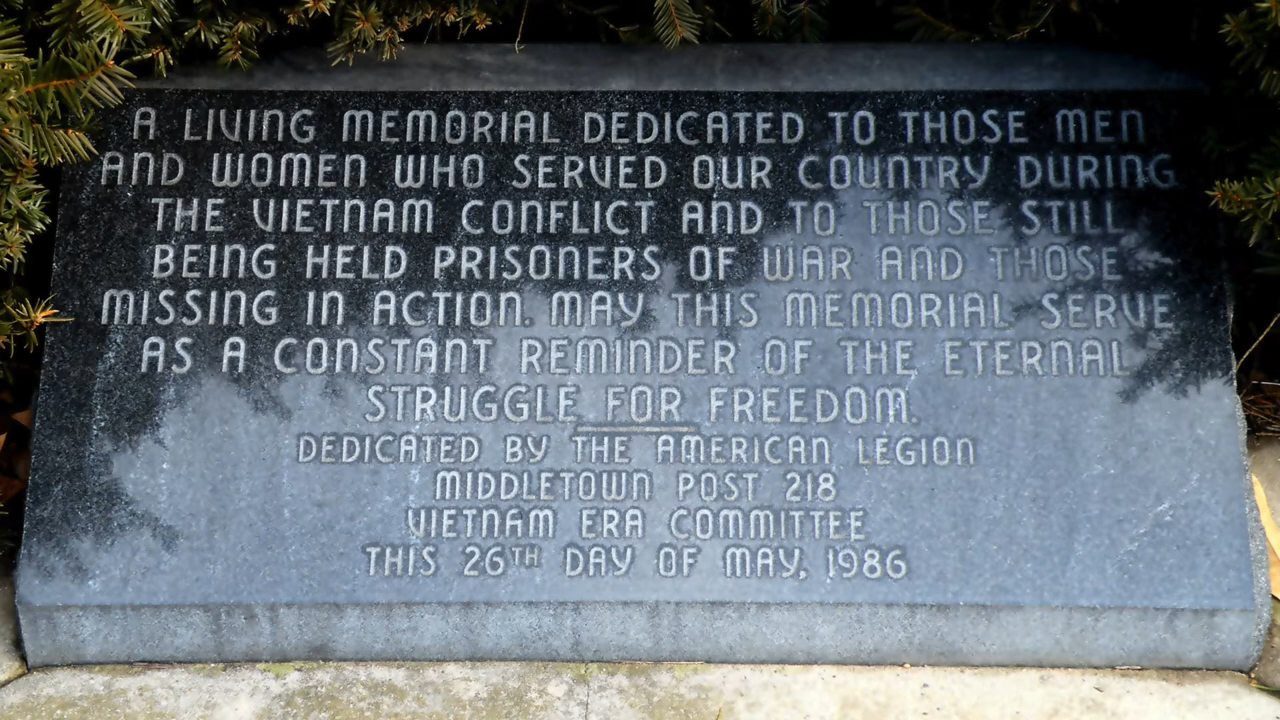 A LIVING MEMORIAL DEDICATED TO THOSE MEN
AND WOMEN WHO SERVED OUR COUNTRY DURING
THE VIETNAM CONFLICT AND TO THOSE STILL
BEING HELD PRISONERS OF WAR AND THOSE
MISSING IN ACTION. MAY THIS MEMORIAL SERVE
AS A CONSTANT REMINDER OF THE ETERNAL
STRUGGLE FOR FREEDOM.
DEDICATED BY THE AMERICAN LEGION
MIDDLETOWN POST 218
VIETNAM ERA COMMITTEE
THIS 26TH DAY OF MAY, 1986